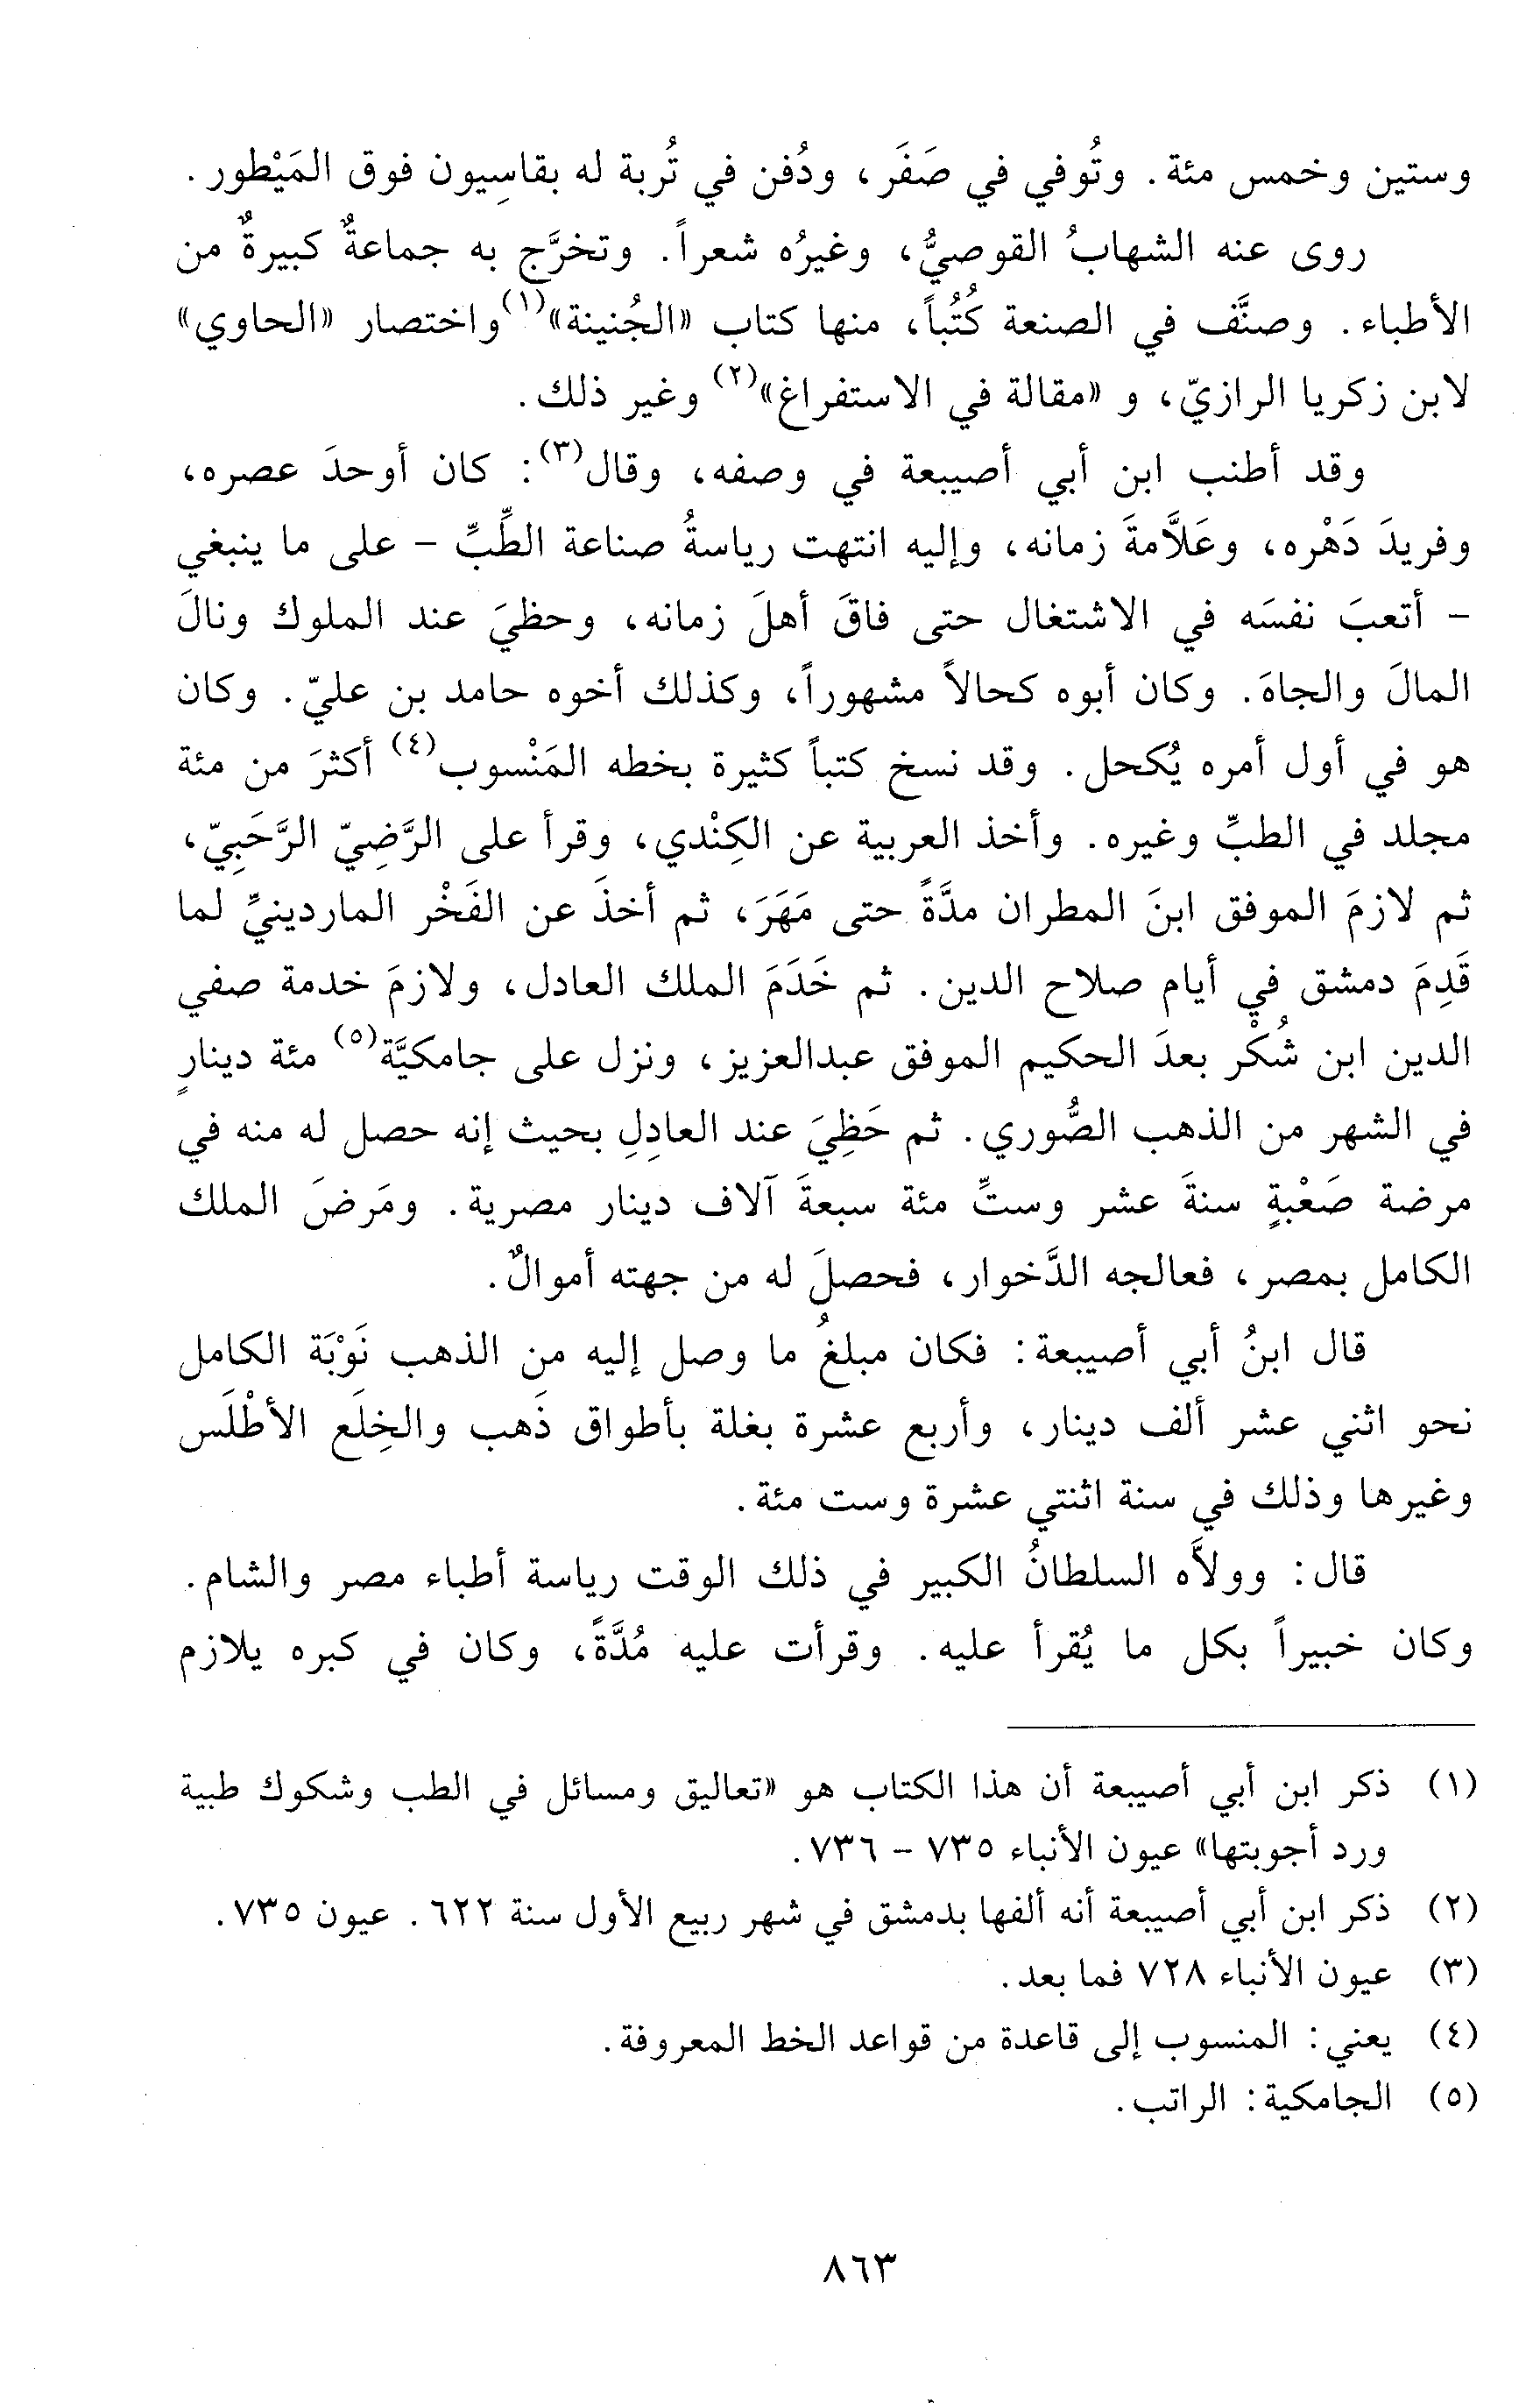 وستين وخمس مئة. وتُوفي في صَفَر، ودُفن في تُربة له بقاسِيون فوق المَيْطور.
روى عنه الشهابُ القوصيُّ، وغيرُه شعراً. وتخرَّج به جماعةٌ كبيرةٌ من
الأطباء. وصنَّف في الصنعة كُتُباً، منها كتاب «الجُنينة»(١) واختصار «الحاوي»
لابن زكريا الرازيّ، و «مقالة في الاستفراغ»(٢) وغير ذلك.
وقد أطنب ابن أبي أصيبعة في وصفه، وقال(٣): كان أوحدَ عصره،
وفريدَ دَهْره، وعَلاَّمةَ زمانه، وإليه انتهت رياسةُ صناعة الطِّبِّ - على ما ينبغي
- أتعبَ نفسَه في الاشتغال حتى فاقَ أهلَ زمانه، وحظيَ عند الملوك ونالَ
المالَ والجاهَ. وكان أبوه كحالاً مشهوراً، وكذلك أخوه حامد بن عليّ. وكان
هو في أول أمره يُكحل. وقد نسخ كتباً كثيرة بخطه المَنْسوب(٤) أكثرَ من مئة
مجلد في الطبِّ وغيره. وأخذ العربية عن الكِنْدي، وقرأ على الرَّضِيّ الرَّحَبِيّ،
ثم لازمَ الموفق ابنَ المطران مدَّةً حتى مَهَرَ، ثم أخذَ عن الفَخْر المارديَنيِّ لما
قَدِمَ دمشق في أيام صلاح الدين. ثم خَدَمَ الملك العادل، ولازمَ خدمة صفي
الدين ابن شُكْر بعدَ الحكيم الموفق عبدالعزيز، ونزل على جامكيَّة(٥) مئة دينارٍ
في الشهر من الذهب الصُّوري. ثم حَظِيَ عند العادِلِ بحيث إنه حصل له منه في
مرضة صَعْبةٍ سنةَ عشر وستِّ مئة سبعةَ آلاف دينار مصرية. ومَرضَ الملك
الكامل بمصر، فعالجه الدَّخوار، فحصلَ له من جهته أموالٌ.
قال ابنُ أبي أصيبعة: فكان مبلغُ ما وصل إليه من الذهب نَوْبَة الكامل
نحو اثني عشر ألف دينار، وأربع عشرة بغلة بأطواق ذَهب والخِلَع الأطْلَس
وغيرها وذلك في سنة اثنتي عشرة وست مئة.
قال: وولاَّه السلطانُ الكبير في ذلك الوقت رياسة أطباء مصر والشام.
وكان خبيراً بكل ما يُقرأ عليه. وقرأت عليه مُدَّةً، وكان في كبره يلازم
(١) ذكر ابن أبي أصيبعة أن هذا الكتاب هو «تعاليق ومسائل في الطب وشكوك طبية
ورد أجوبتها» عيون الأنباء ٧٣٥ - ٧٣٦.
(٢) ذكر ابن أبي أصيبعة أنه ألفها بدمشق في شهر ربيع الأول سنة ٦٢٢. عيون ٧٣٥.
(٣) عيون الأنباء ٧٢٨ فما بعد.
(٤) يعني: المنسوب إلى قاعدة من قواعد الخط المعروفة.
(٥) الجامكية: الراتب.
٨٦٣